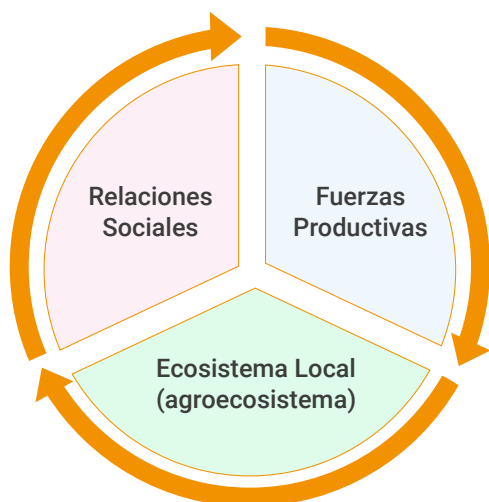 Relaciones
Sociales
Fuerzas
Productivas
Ecosistema Local
(agroecosistema)